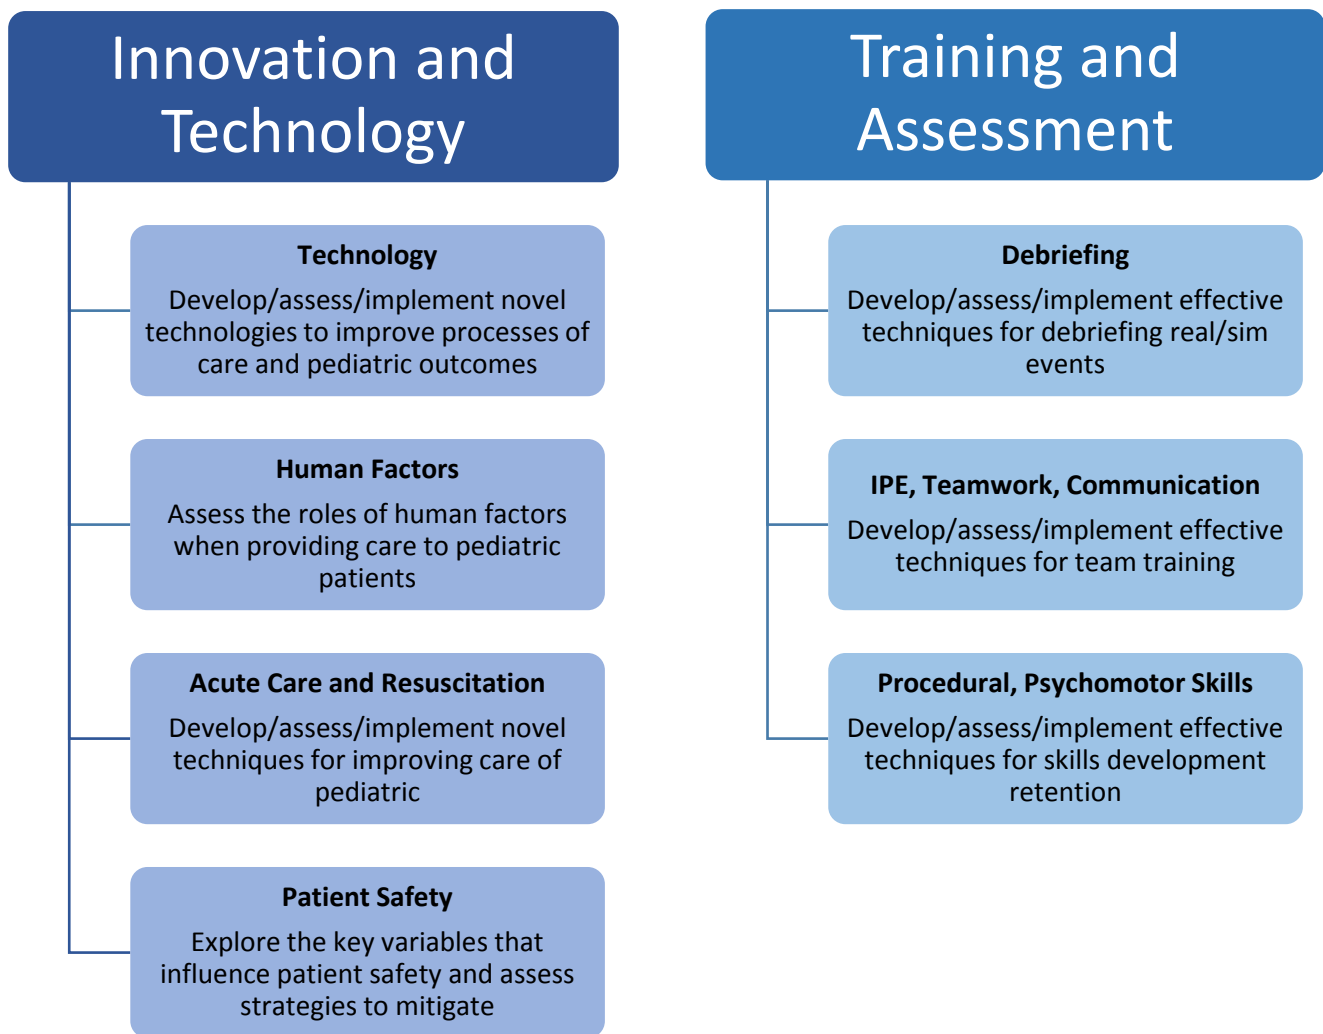 Innovation and
Technology
Technology
Develop/assess/implement novel
technologies to improve processes of
care and pediatric outcomes
Human Factors
Assess the roles of human factors
when providing care to pediatric
patients
Acute Care and Resuscitation
Develop/assess/implement novel
techniques for improving care of
pediatric
Patient Safety
Explore the key variables that
influence patient safety and assess
strategies to mitigate
Training and
Assessment
Debriefing
Develop/assess/implement effective
techniques for debriefing real/sim
events
IPE, Teamwork, Communication
Develop/assess/implement effective
techniques for team training
Procedural, Psychomotor Skills
Develop/assess/implement effective
techniques for skills development
retention